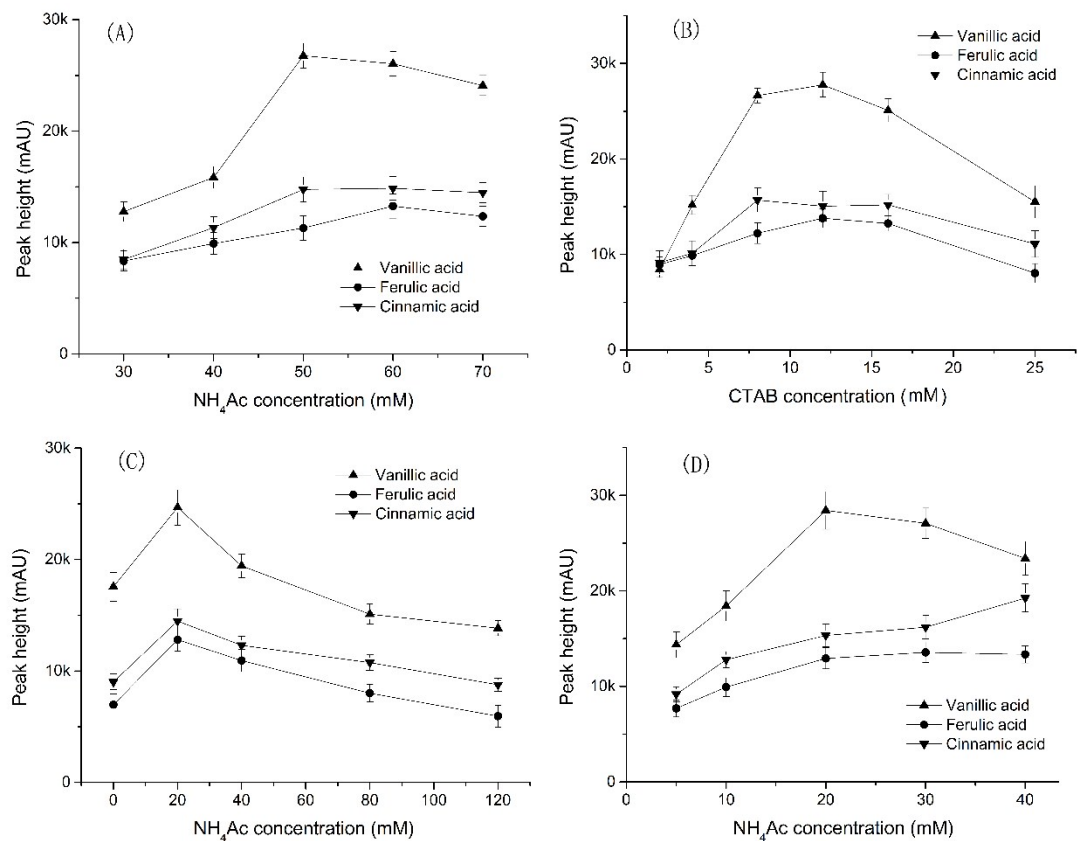 (A)
30k
20k
10k
0
Peak height (mAU)
Vanillic acid
Ferulic acid
Cinnamic acid
30 40 50 60 70
NH₄Ac concentration (mM)
(B)
30k
20k
10k
0
Peak height (mAU)
Vanillic acid
Ferulic acid
Cinnamic acid
0 5 10 15 20 25
CTAB concentration (mM)
(C)
30k
20k
10k
0
Peak height (mAU)
Vanillic acid
Ferulic acid
Cinnamic acid
0 20 40 60 80 100 120
NH₄Ac concentration (mM)
(D)
30k
20k
10k
0
Peak height (mAU)
Vanillic acid
Ferulic acid
Cinnamic acid
0 10 20 30 40
NH₄Ac concentration (mM)